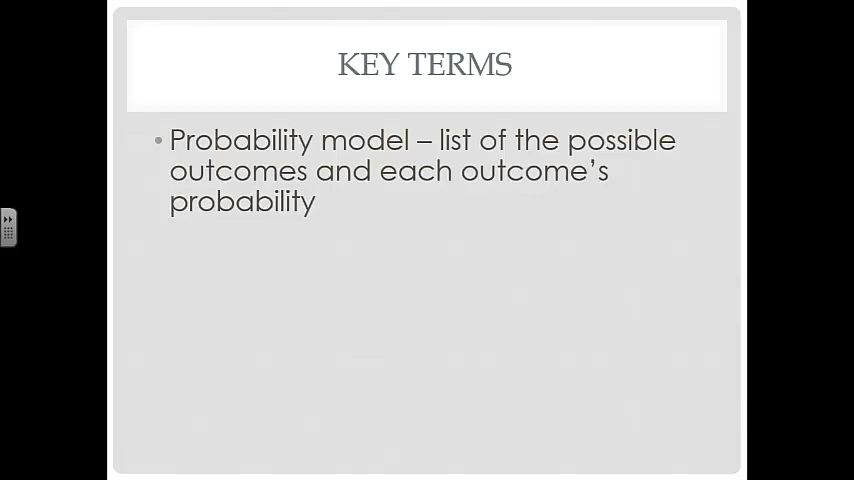 KEY TERMS
• Probability model – list of the possible
outcomes and each outcome’s
probability